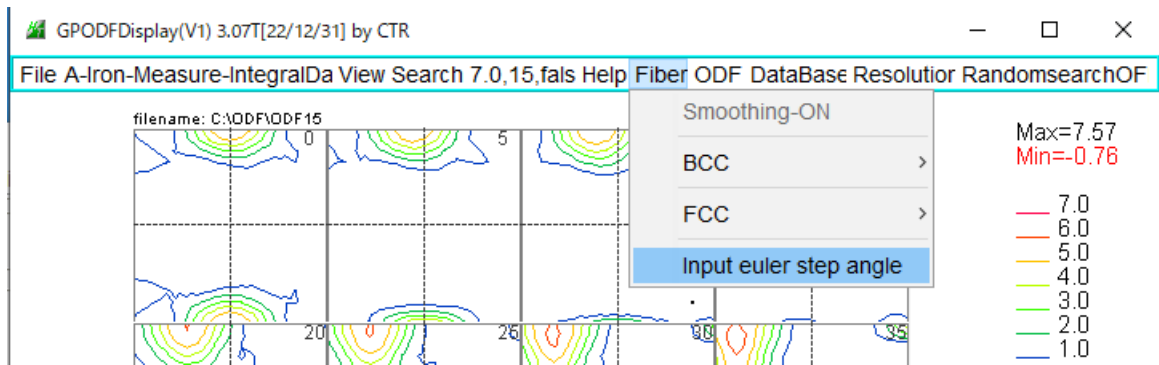 GPODFDisplay(V1) 3.07T[22/12/31] by CTR
File A-Iron-Measure-IntegralDa View Search 7.0,15,fals Help Fiber ODF DataBase Resolutior RandomsearchOF
filename: C:\ODF\ODF15
0 5
Smoothing-ON
BCC
FCC
Input euler step angle
20 25 30 35
Max=7.57
Min=-0.76
7.0
6.0
5.0
4.0
3.0
2.0
1.0